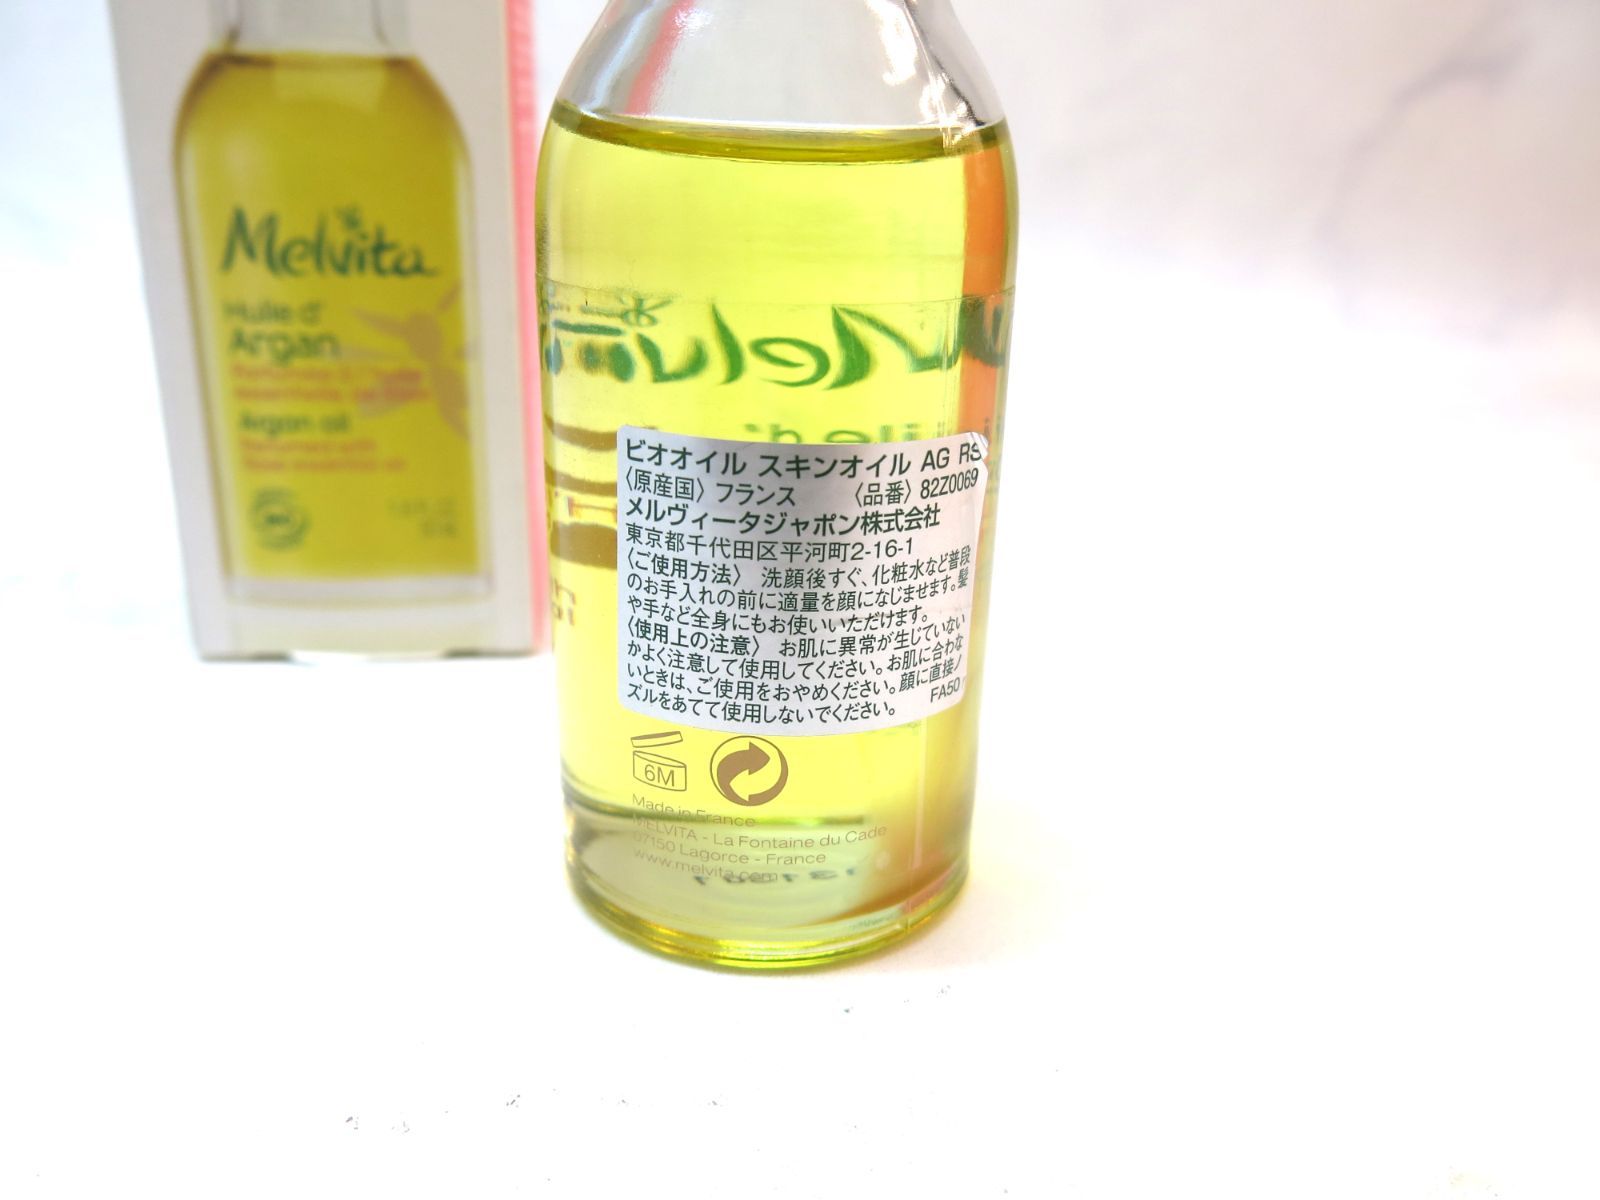 Melvita
Huile d'
Argan
Argan oil
Perfumed with
Rose essential oil
ビオオイル スキンオイル AG RS
〈原産国〉フランス 〈品番〉82Z0069
メルヴィータジャポン株式会社
東京都千代田区平河町2-16-1
〈ご使用方法〉 洗顔後すぐ、化粧水など普段
のお手入れの前に適量を顔になじませます。髪
や手など全身にもお使いいただけます。
〈使用上の注意〉 お肌に異常が生じていない
かよく注意して使用してください。お肌に合わな
いときは、ご使用をおやめください。顔に直接ノ
ズルをあてて使用しないでください。 FA50
6M
Made in France
MELVITA - La Fontaine du Cade
07150 Lagorce - France
www.melvita.com